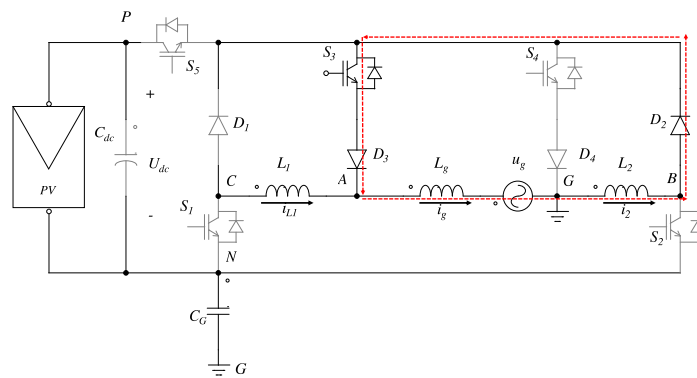 P
S3
S4
S5
+
Cdc
D1
D2
Udc
L1
D3
Lg
ug
D4
L2
PV
C
A
G
B
-
S1
iL1
ig
i2
S2
N
CG
G